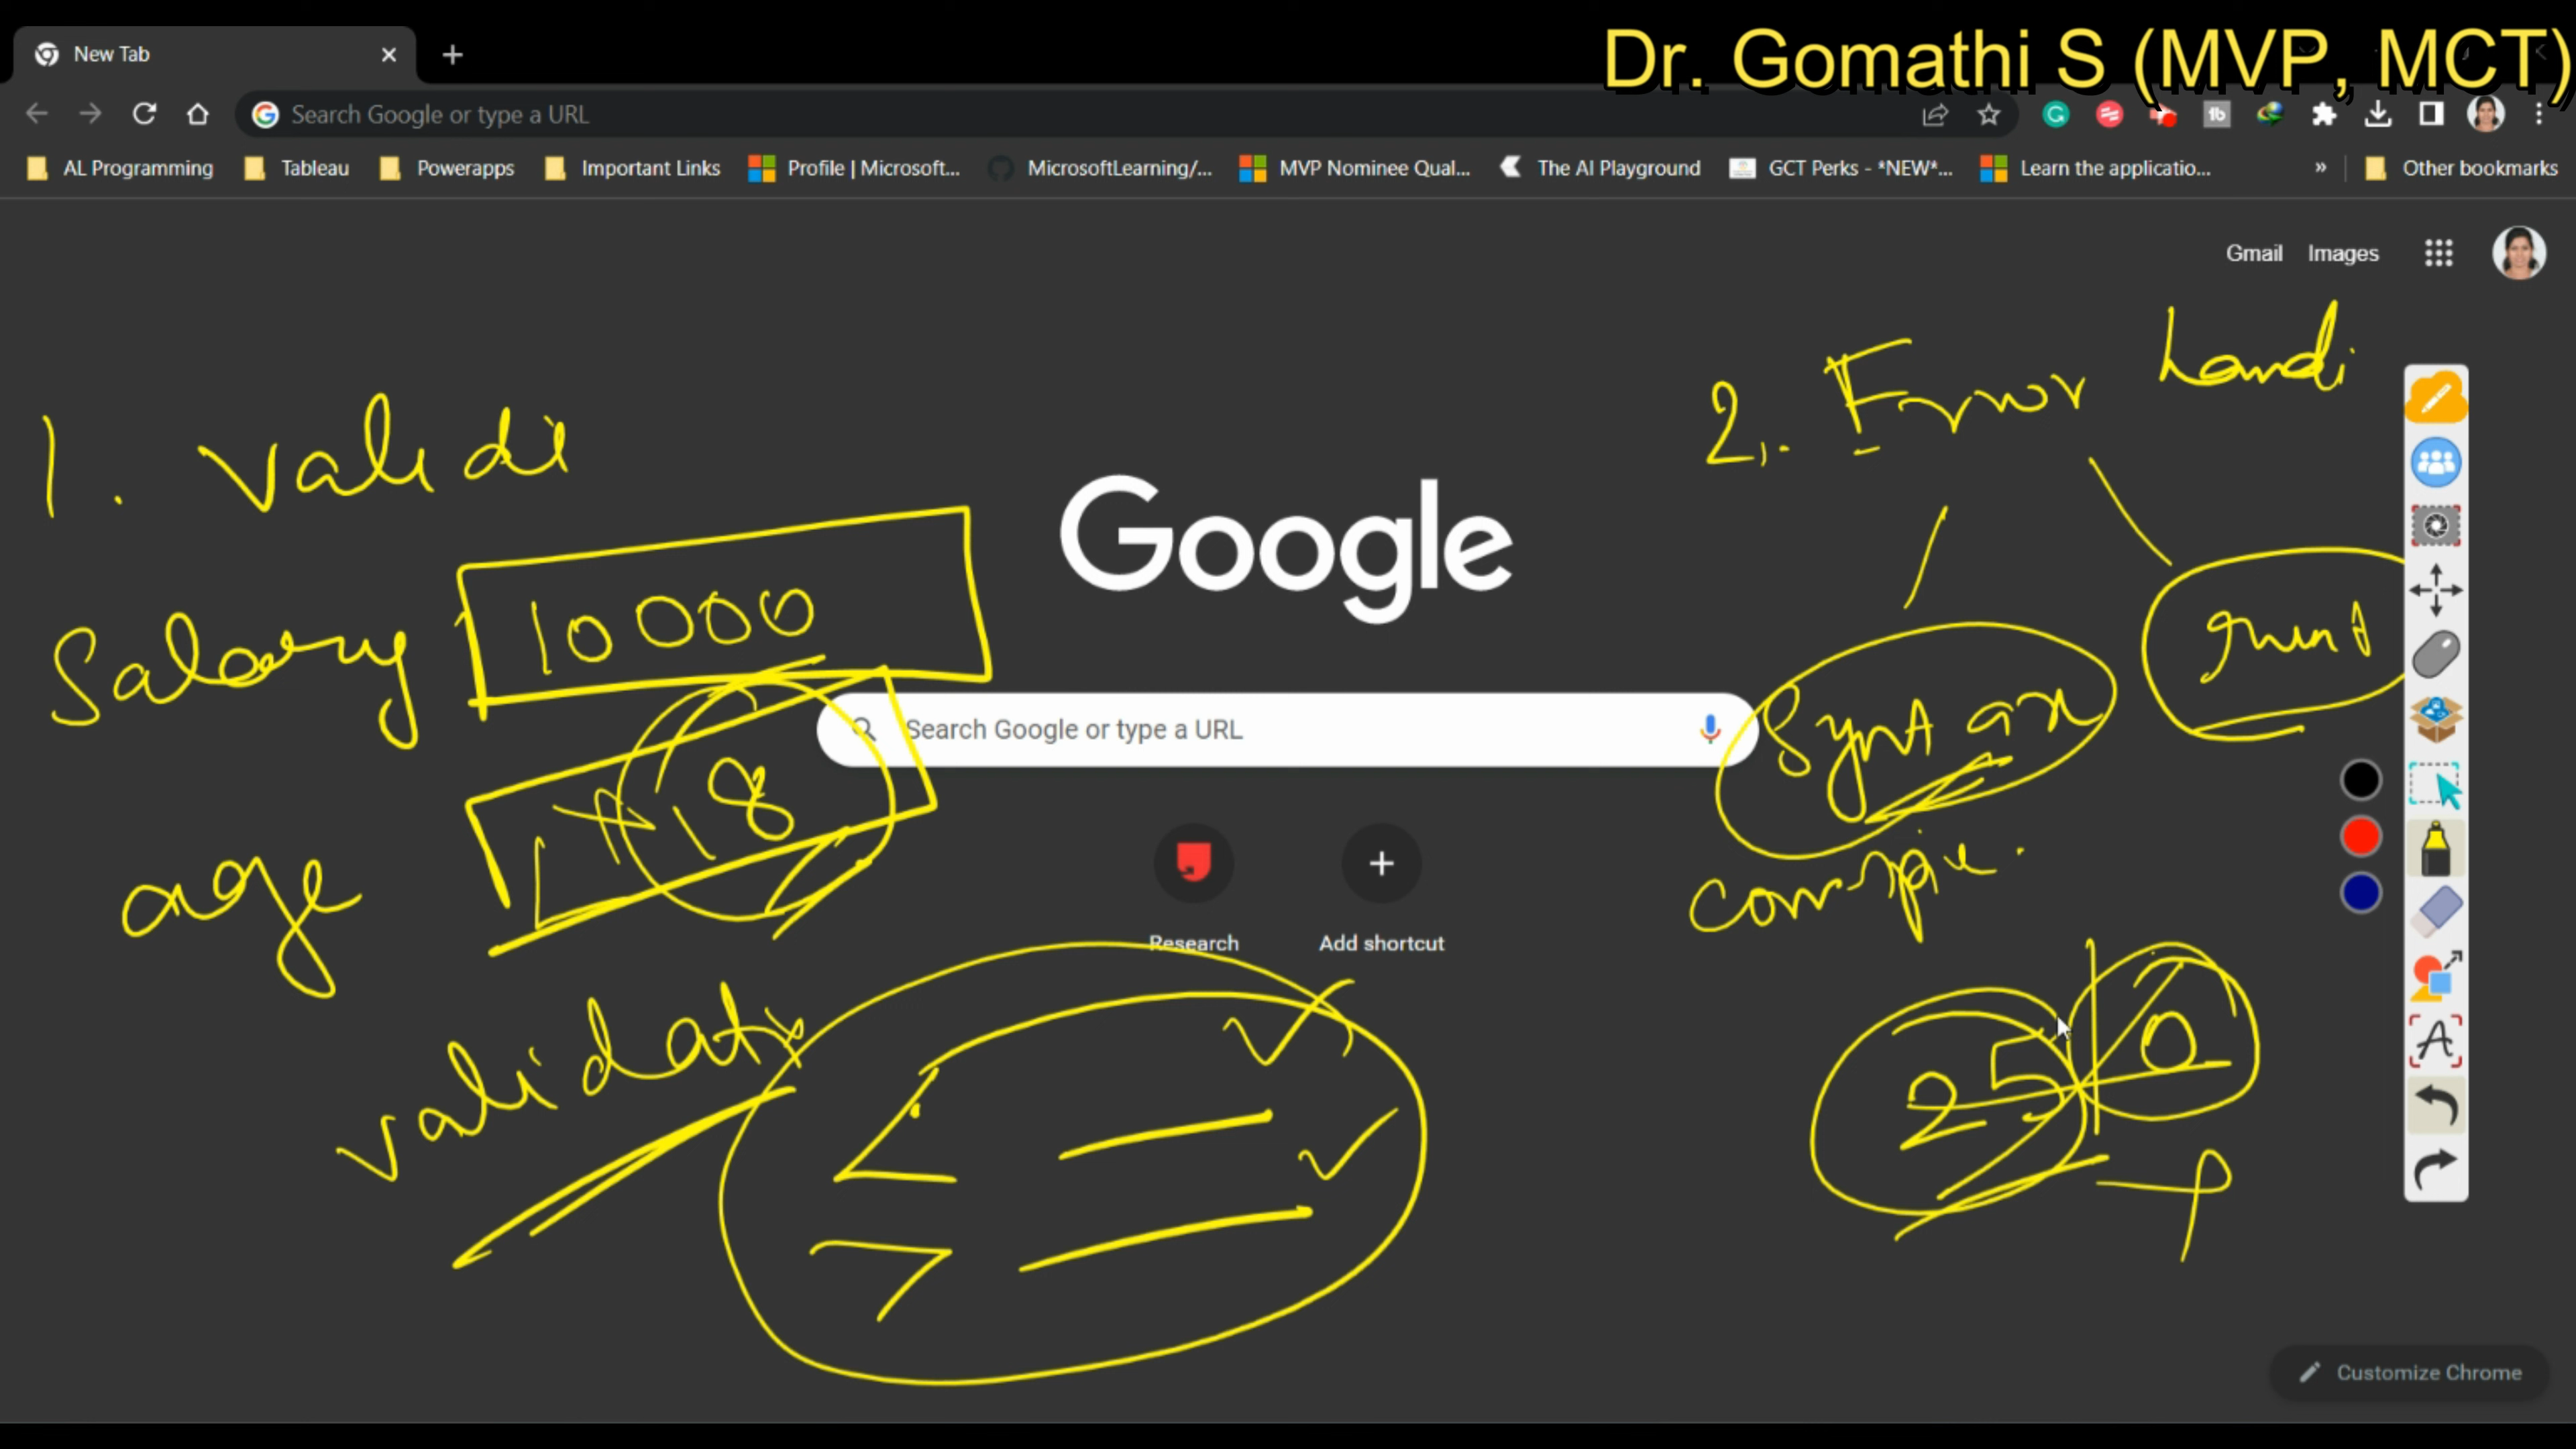 New Tab
Dr. Gomathi S (MVP, MCT)
Search Google or type a URL
AL Programming
Tableau
Powerapps
Important Links
Profile | Microsoft...
MicrosoftLearning/...
MVP Nominee Qual...
The AI Playground
GCT Perks - *NEW*...
Learn the applicatio...
»
Other bookmarks
Gmail
Images
1. Validi
Salary 10000
age 18
validati
< —
> —
Google
Search Google or type a URL
Research
Add shortcut
2. Error handi
Syntax
compi
25/0
Customize Chrome